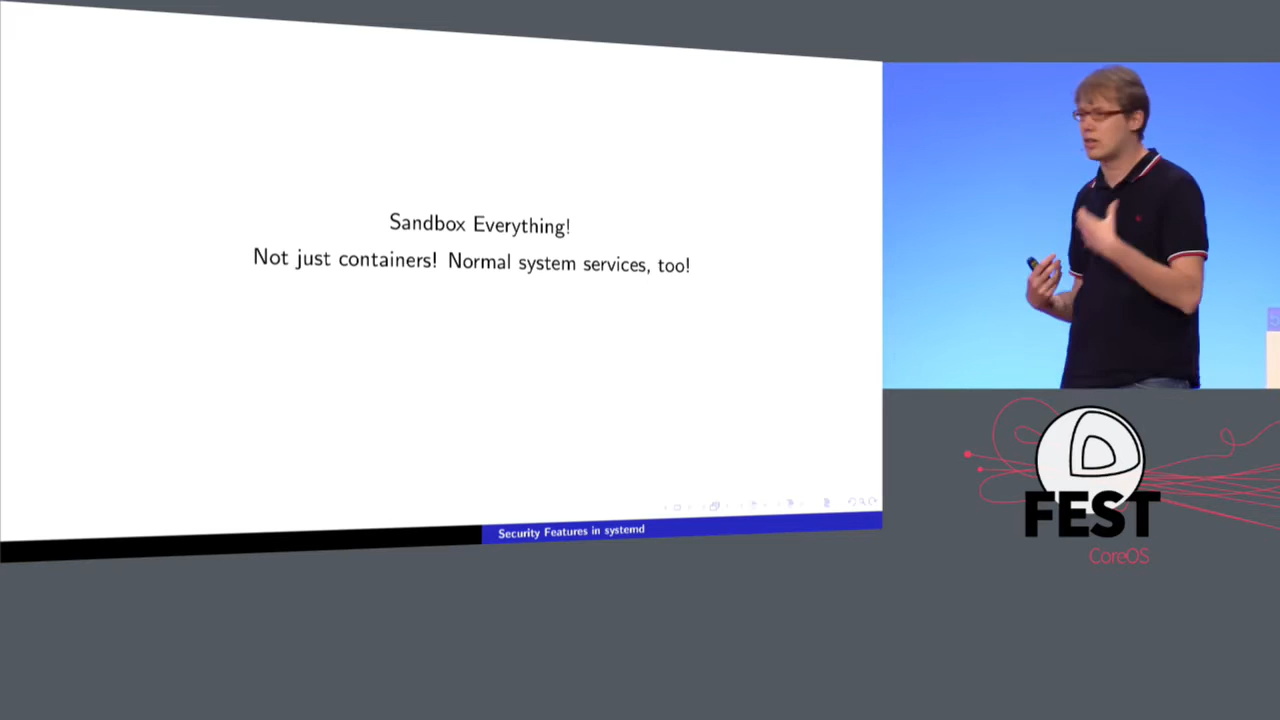 Sandbox Everything!
Not just containers! Normal system services, too!
Security Features in systemd
FEST
CoreOS